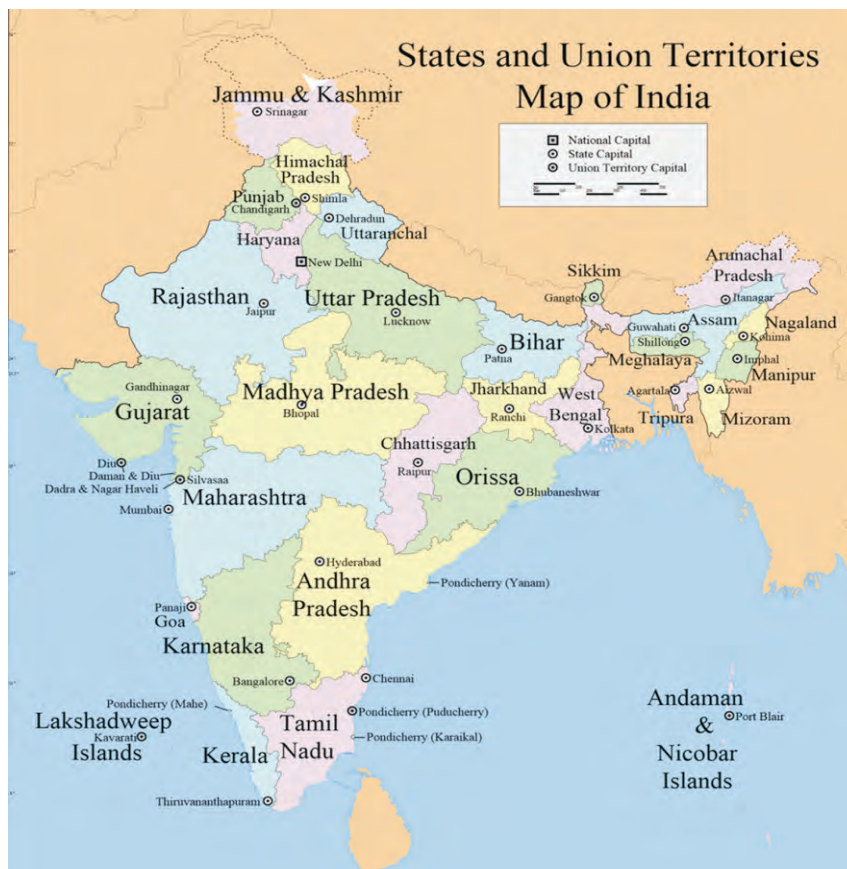 States and Union Territories
Map of India
National Capital
State Capital
Union Territory Capital
Jammu & Kashmir
Srinagar
Himachal
Pradesh
Punjab
Shimla
Chandigarh
Dehradun
Uttaranchal
Haryana
New Delhi
Rajasthan
Jaipur
Uttar Pradesh
Lucknow
Sikkim
Gangtok
Arunachal
Pradesh
Itanagar
Guwahati
Assam
Nagaland
Shillong
Kohima
Meghalaya
Imphal
Manipur
Bihar
Patna
Gandhinagar
Gujarat
Madhya Pradesh
Bhopal
Jharkhand
Ranchi
West
Bengal
Kolkata
Agartala
Tripura
Aizwal
Mizoram
Chhattisgarh
Raipur
Orissa
Bhubaneshwar
Diu
Daman & Diu
Dadra & Nagar Haveli
Silvasaa
Maharashtra
Mumbai
Hyderabad
Andhra
Pradesh
Pondicherry (Yanam)
Panaji
Goa
Karnataka
Bangalore
Chennai
Pondicherry (Mahe)
Lakshadweep
Islands
Kavarati
Kerala
Tamil
Nadu
Pondicherry (Puducherry)
Pondicherry (Karaikal)
Thiruvananthapuram
Andaman
&
Nicobar
Islands
Port Blair